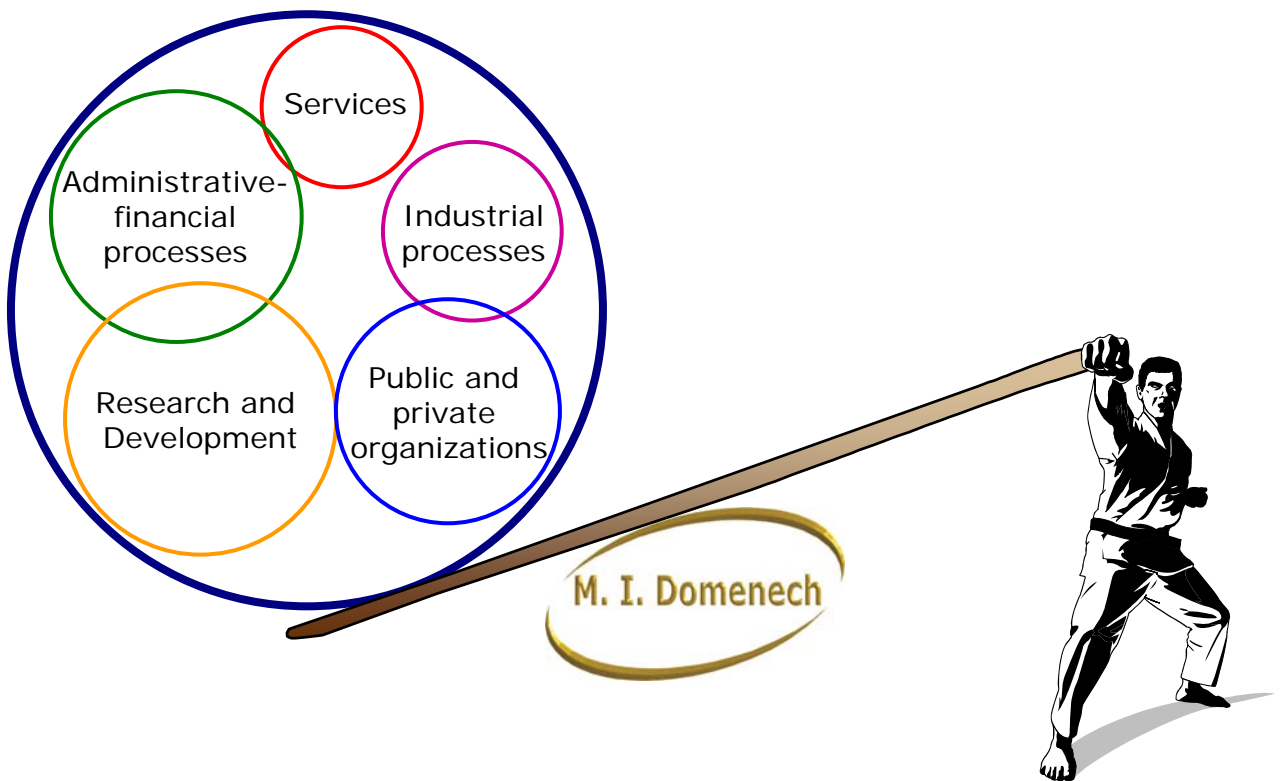 Services
Administrative-
financial
processes
Industrial
processes
Research and
Development
Public and
private
organizations
M. I. Domenech